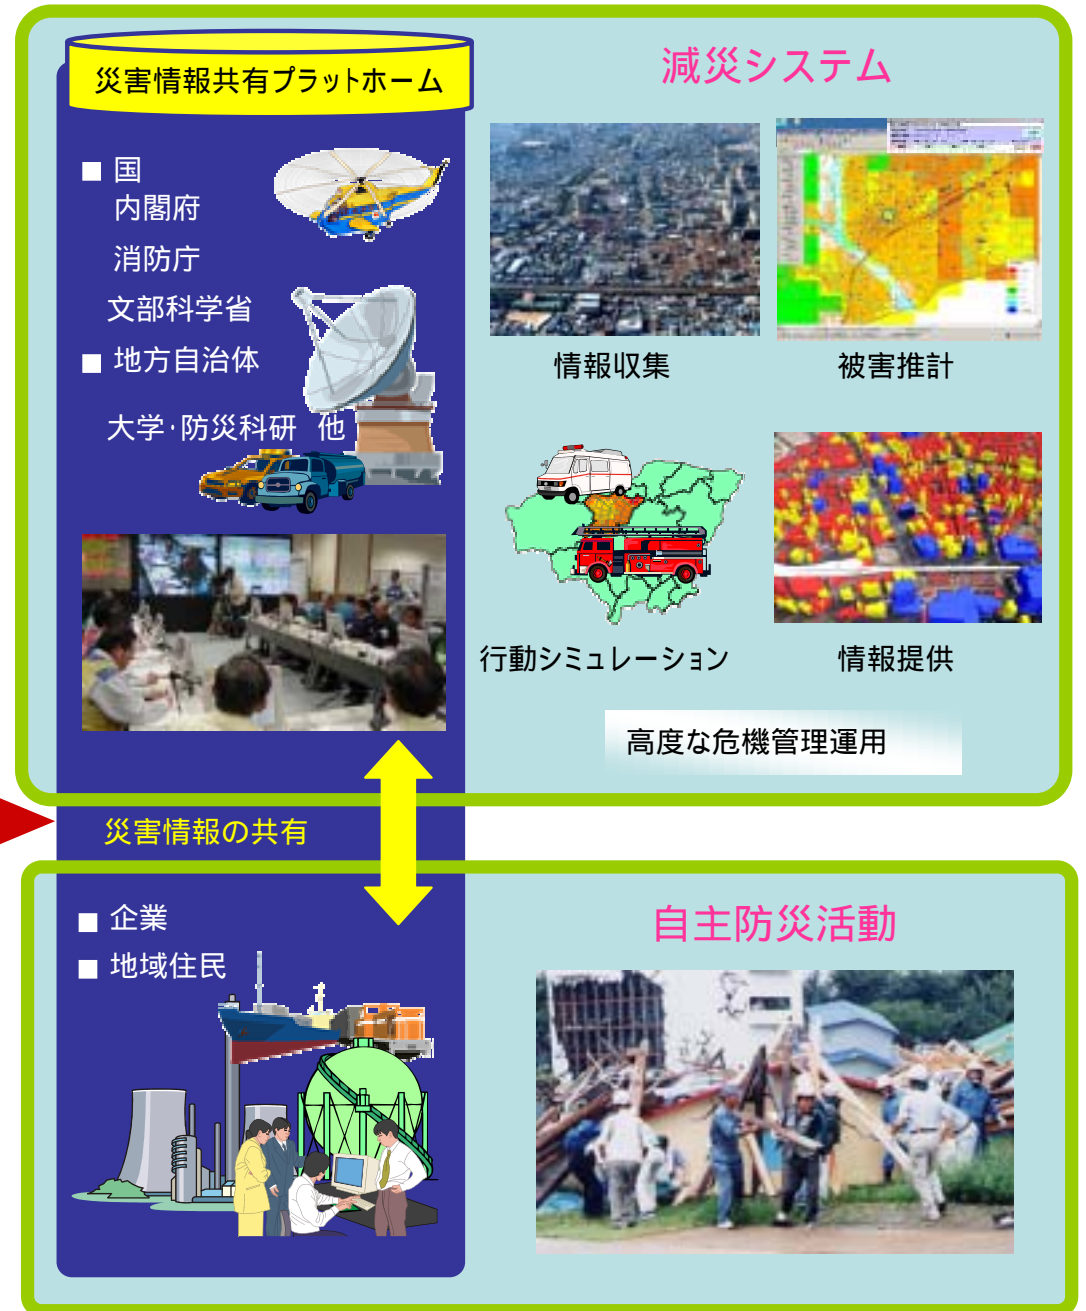 災害情報共有プラットホーム
減災システム
■ 国
内閣府
消防庁
文部科学省
■ 地方自治体
大学･防災科研 他
情報収集
被害推計
行動シミュレーション
情報提供
高度な危機管理運用
災害情報の共有
■ 企業
■ 地域住民
自主防災活動